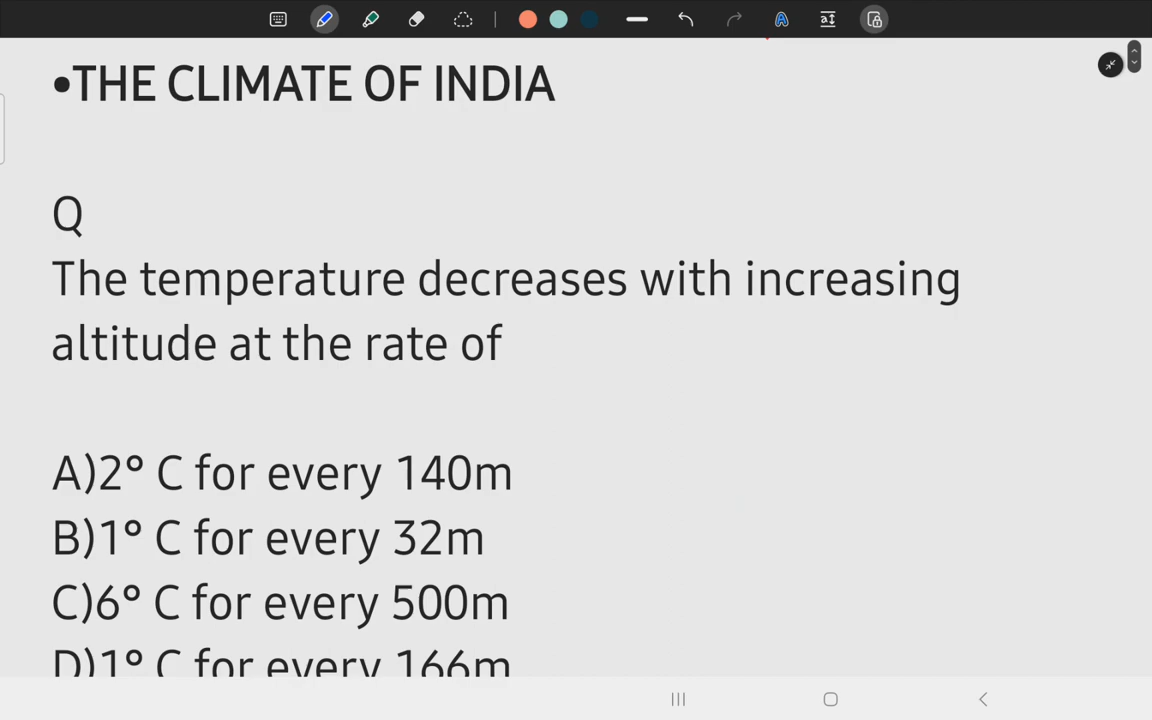 •THE CLIMATE OF INDIA
Q
The temperature decreases with increasing
altitude at the rate of
A)2° C for every 140m
B)1° C for every 32m
C)6° C for every 500m
D)1° C for every 166m